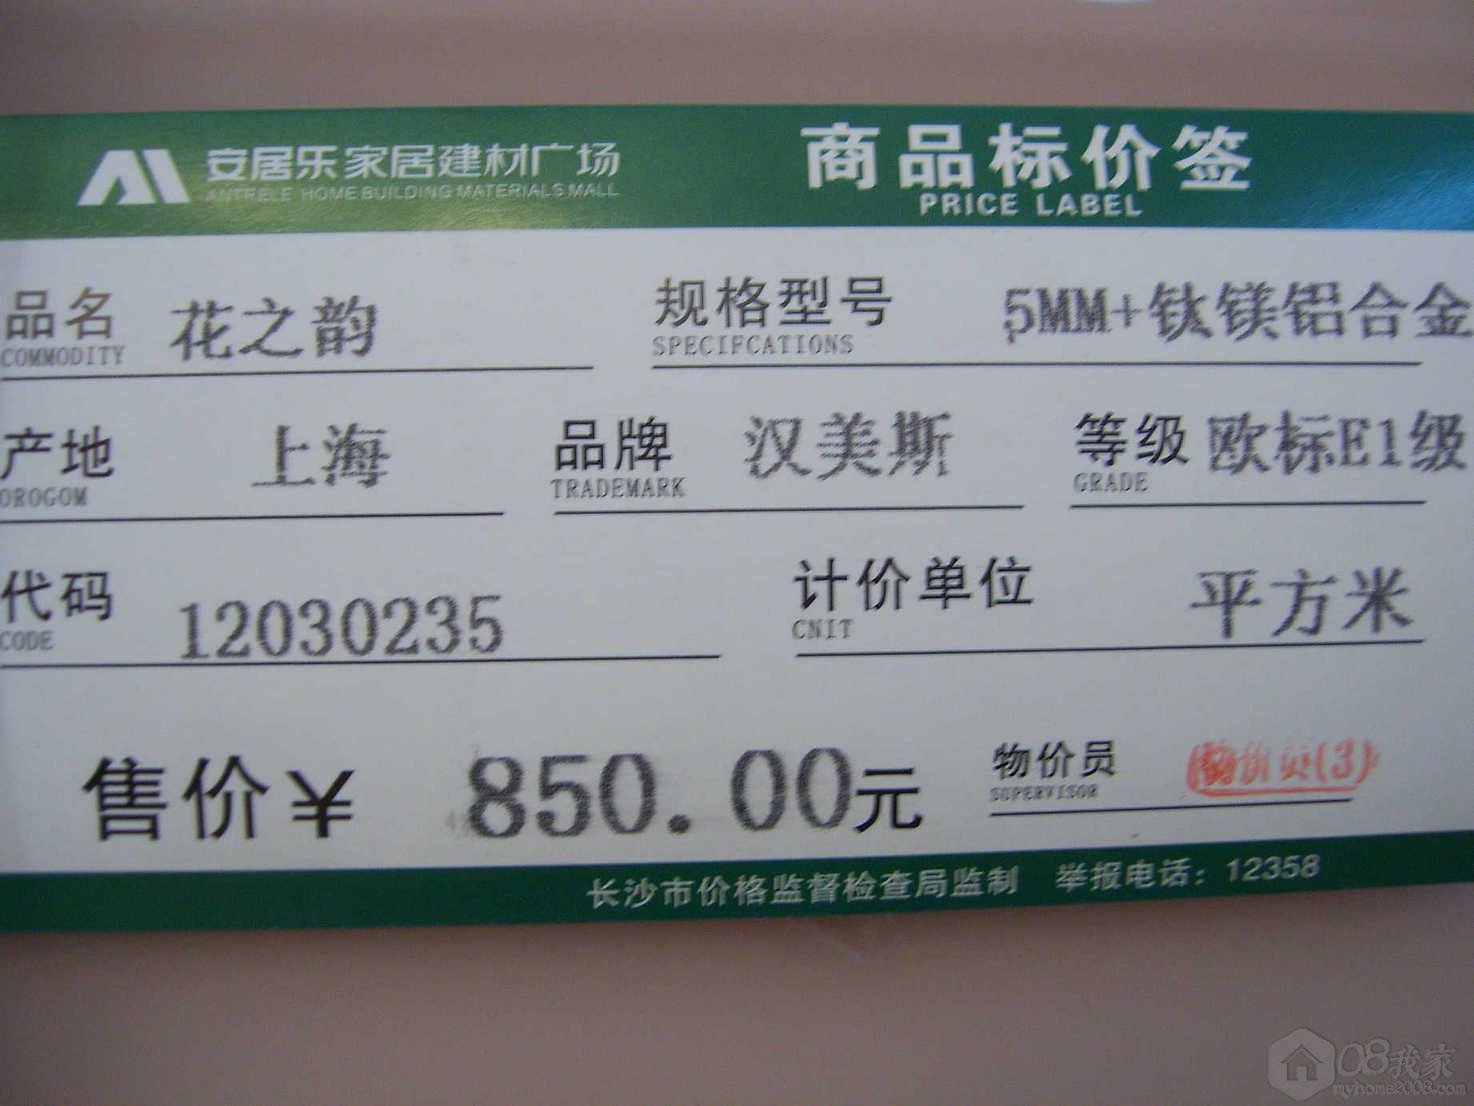 安居乐家居建材广场 商品标价签
ANTRELE HOME BUILDING MATERIALS MALL PRICE LABEL
品名 花之韵 规格型号 5MM+钛镁铝合金
COMMODITY SPECIFCATIONS
产地 上海 品牌 汉美斯 等级 欧标E1级
OROGOM TRADEMARK GRADE
代码 12030235 计价单位 平方米
CODE CNIT
售价¥ 850.00元 物价员 物价员(3)
SUPERVISOR
长沙市价格监督检查局监制 举报电话：12358
08我家
myhome2008.com